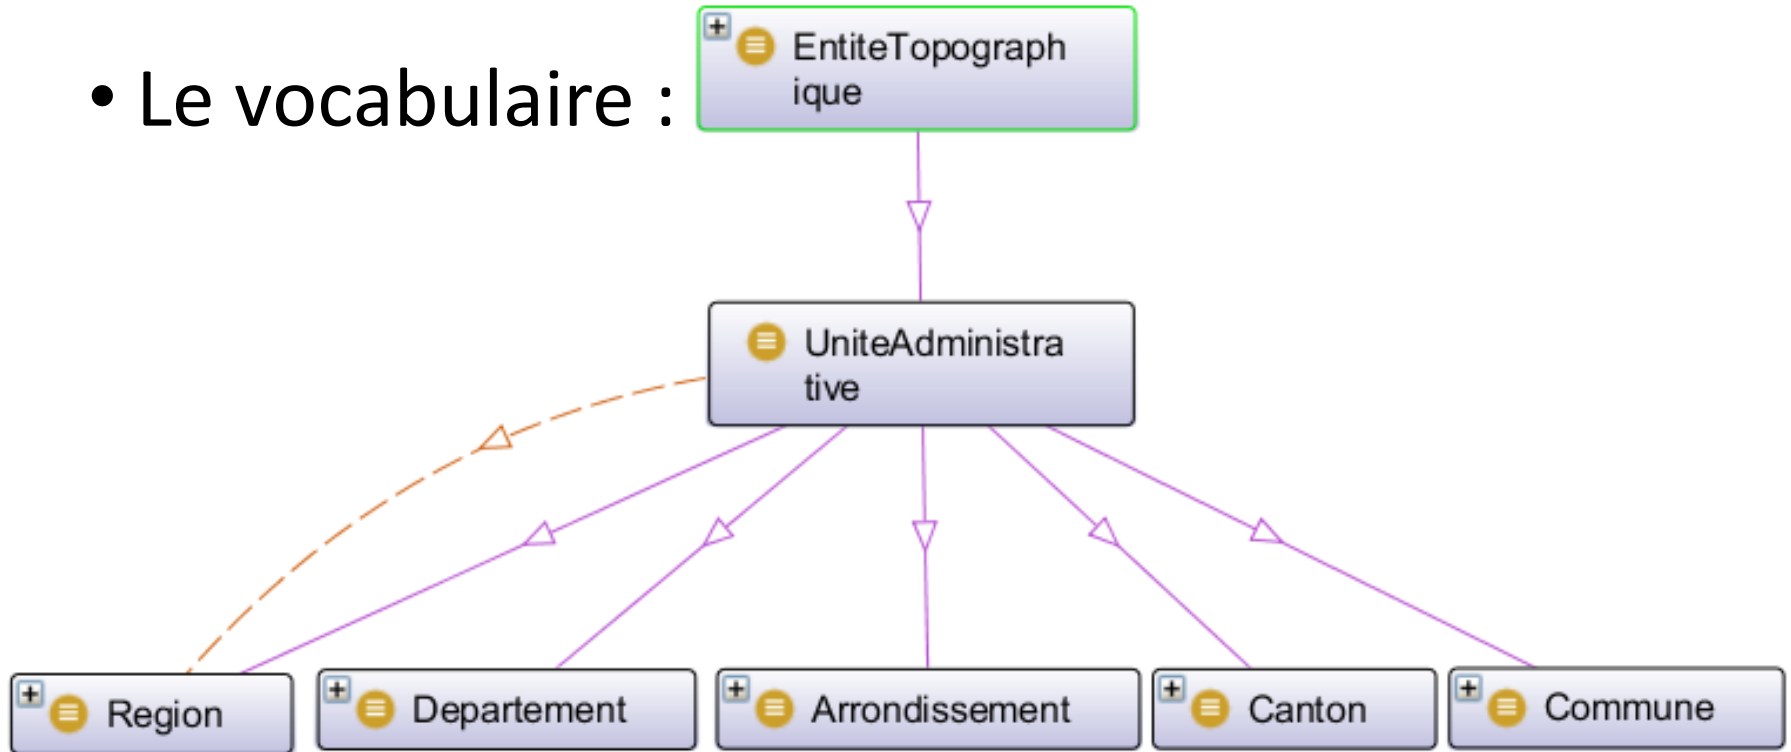 • Le vocabulaire :
EntiteTopograph
ique
UniteAdministra
tive
Region
Departement
Arrondissement
Canton
Commune